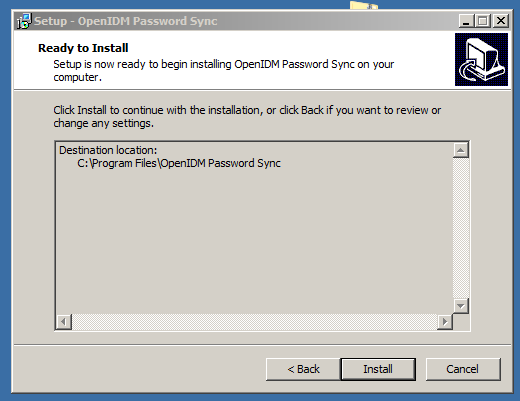 Setup - OpenIDM Password Sync
Ready to Install
Setup is now ready to begin installing OpenIDM Password Sync on your
computer.
Click Install to continue with the installation, or click Back if you want to review or
change any settings.
Destination location:
C:\Program Files\OpenIDM Password Sync
< Back
Install
Cancel